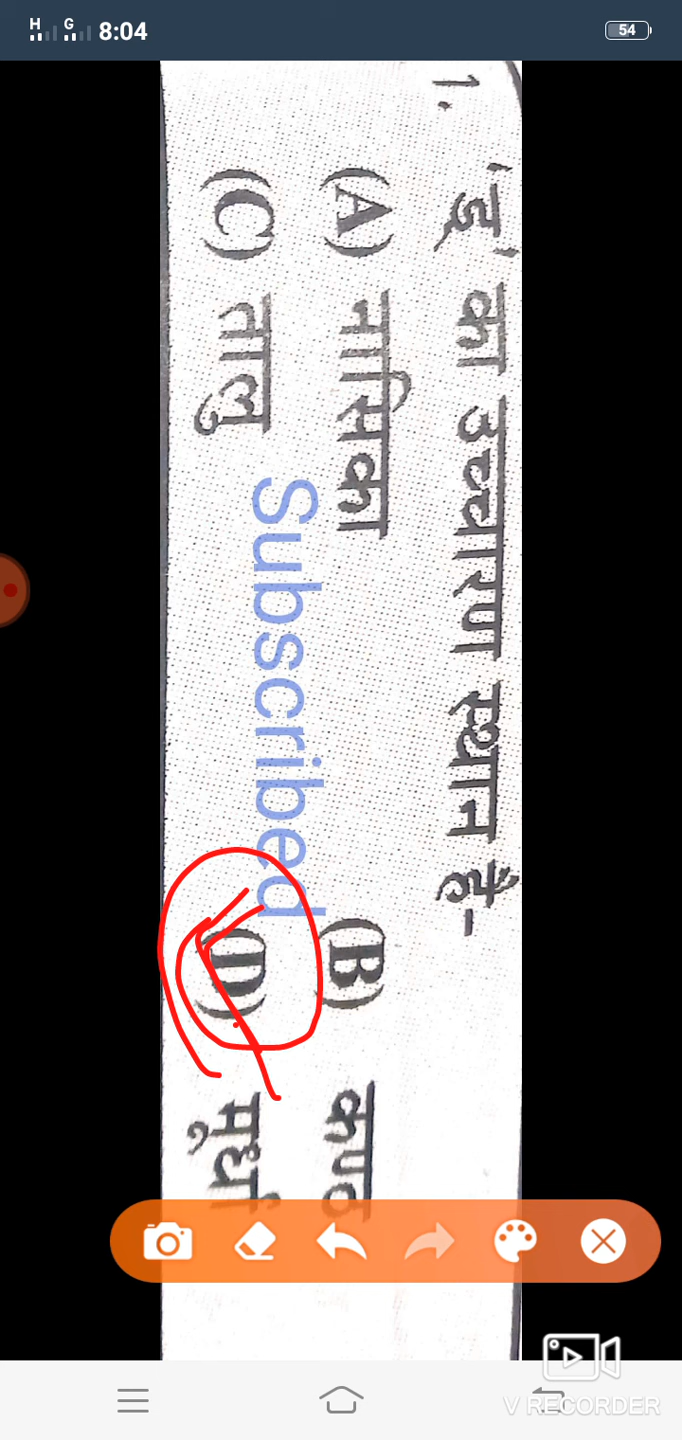 H G 8:04 54
1. 'ड्' का उच्चारण स्थान है-
(A) नासिका (B) कण्ठ
(C) तालु (D) मूर्धा
Subscribed
V RECORDER